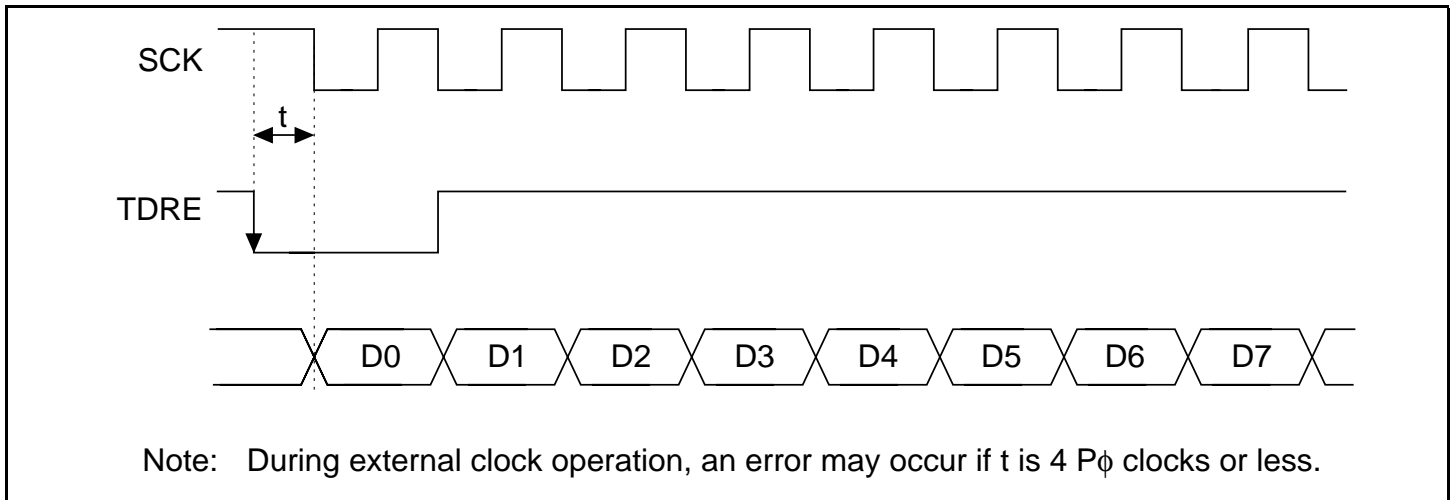 SCK
t
TDRE
D0 D1 D2 D3 D4 D5 D6 D7
Note: During external clock operation, an error may occur if t is 4 Pϕ clocks or less.